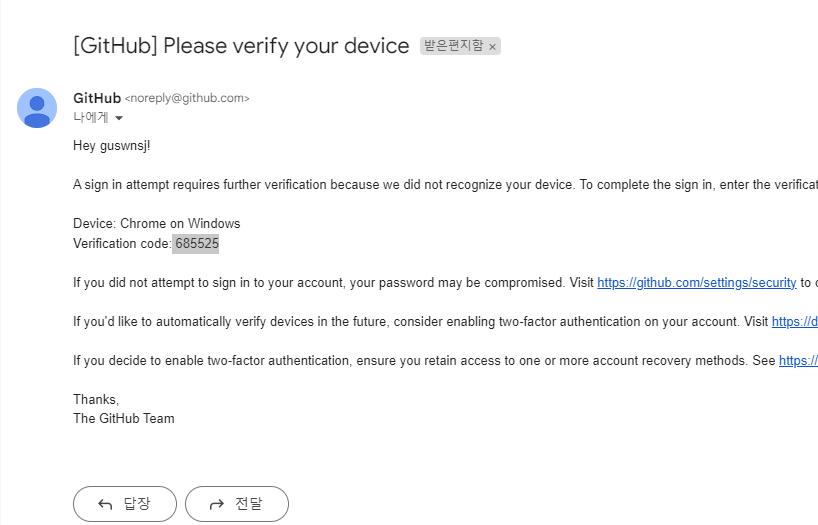 [GitHub] Please verify your device 받은편지함 ×
GitHub <noreply@github.com>
나에게
Hey guswnsj!
A sign in attempt requires further verification because we did not recognize your device. To complete the sign in, enter the verificat
Device: Chrome on Windows
Verification code: 685525
If you did not attempt to sign in to your account, your password may be compromised. Visit https://github.com/settings/security to c
If you'd like to automatically verify devices in the future, consider enabling two-factor authentication on your account. Visit https://d
If you decide to enable two-factor authentication, ensure you retain access to one or more account recovery methods. See https://
Thanks,
The GitHub Team
답장 전달